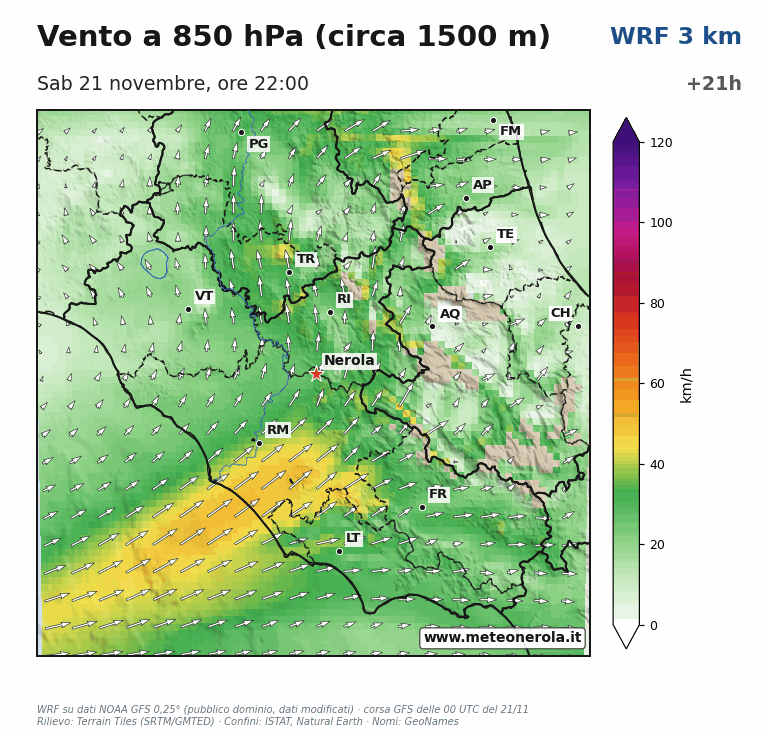 Vento a 850 hPa (circa 1500 m)
WRF 3 km
Sab 21 novembre, ore 22:00
+21h
PG
FM
AP
TE
TR
VT
RI
AQ
CH
Nerola
RM
FR
LT
120
100
80
60
40
20
0
km/h
www.meteonerola.it
WRF su dati NOAA GFS 0,25° (pubblico dominio, dati modificati) · corsa GFS delle 00 UTC del 21/11
Rilievo: Terrain Tiles (SRTM/GMTED) · Confini: ISTAT, Natural Earth · Nomi: GeoNames